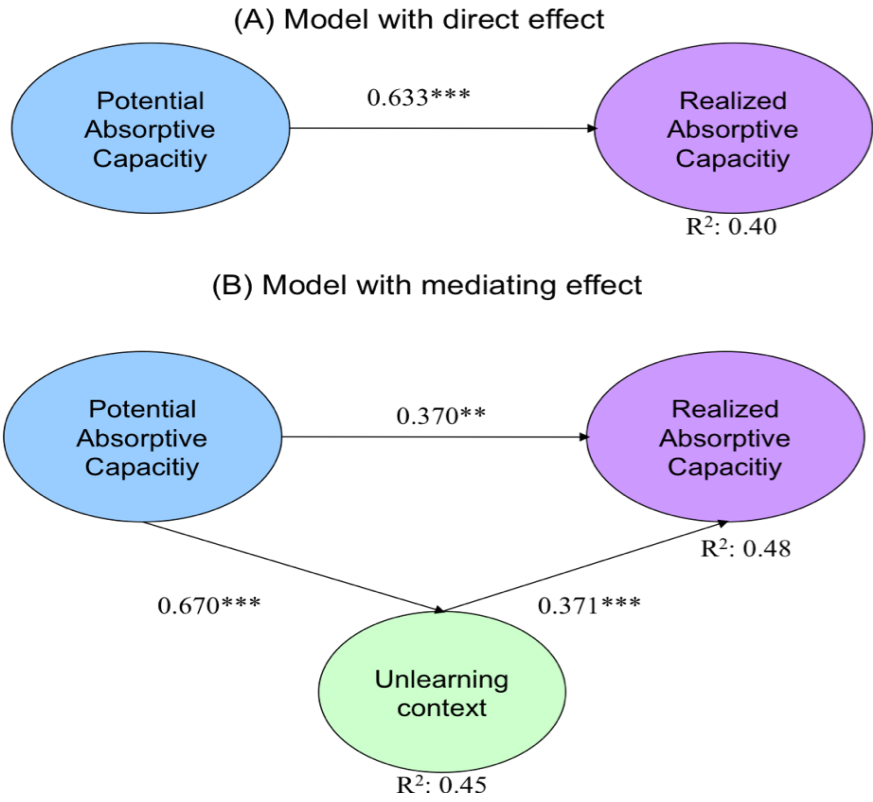 (A) Model with direct effect
Potential
Absorptive
Capacitiy
0.633***
Realized
Absorptive
Capacitiy
R²: 0.40
(B) Model with mediating effect
Potential
Absorptive
Capacitiy
0.370**
Realized
Absorptive
Capacitiy
R²: 0.48
0.670***
0.371***
Unlearning
context
R²: 0.45